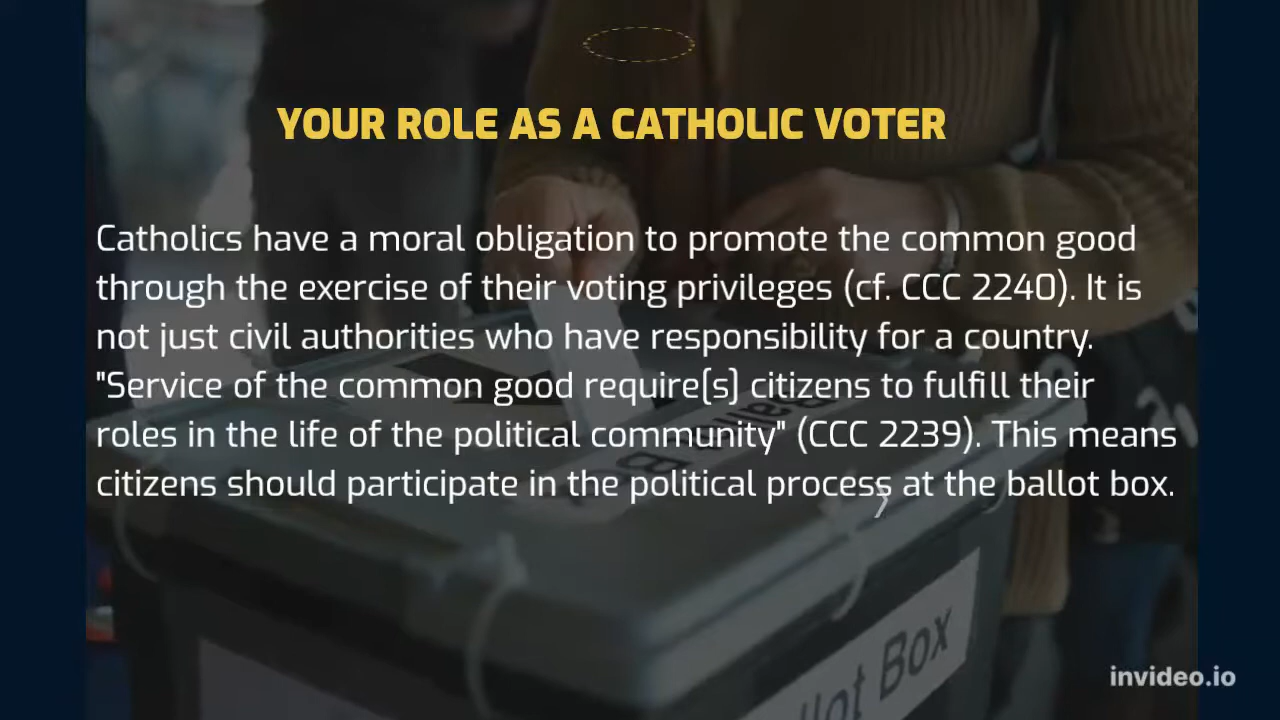 YOUR ROLE AS A CATHOLIC VOTER
Catholics have a moral obligation to promote the common good
through the exercise of their voting privileges (cf. CCC 2240). It is
not just civil authorities who have responsibility for a country.
"Service of the common good require[s] citizens to fulfill their
roles in the life of the political community" (CCC 2239). This means
citizens should participate in the political process at the ballot box.
llot Box
invideo.io